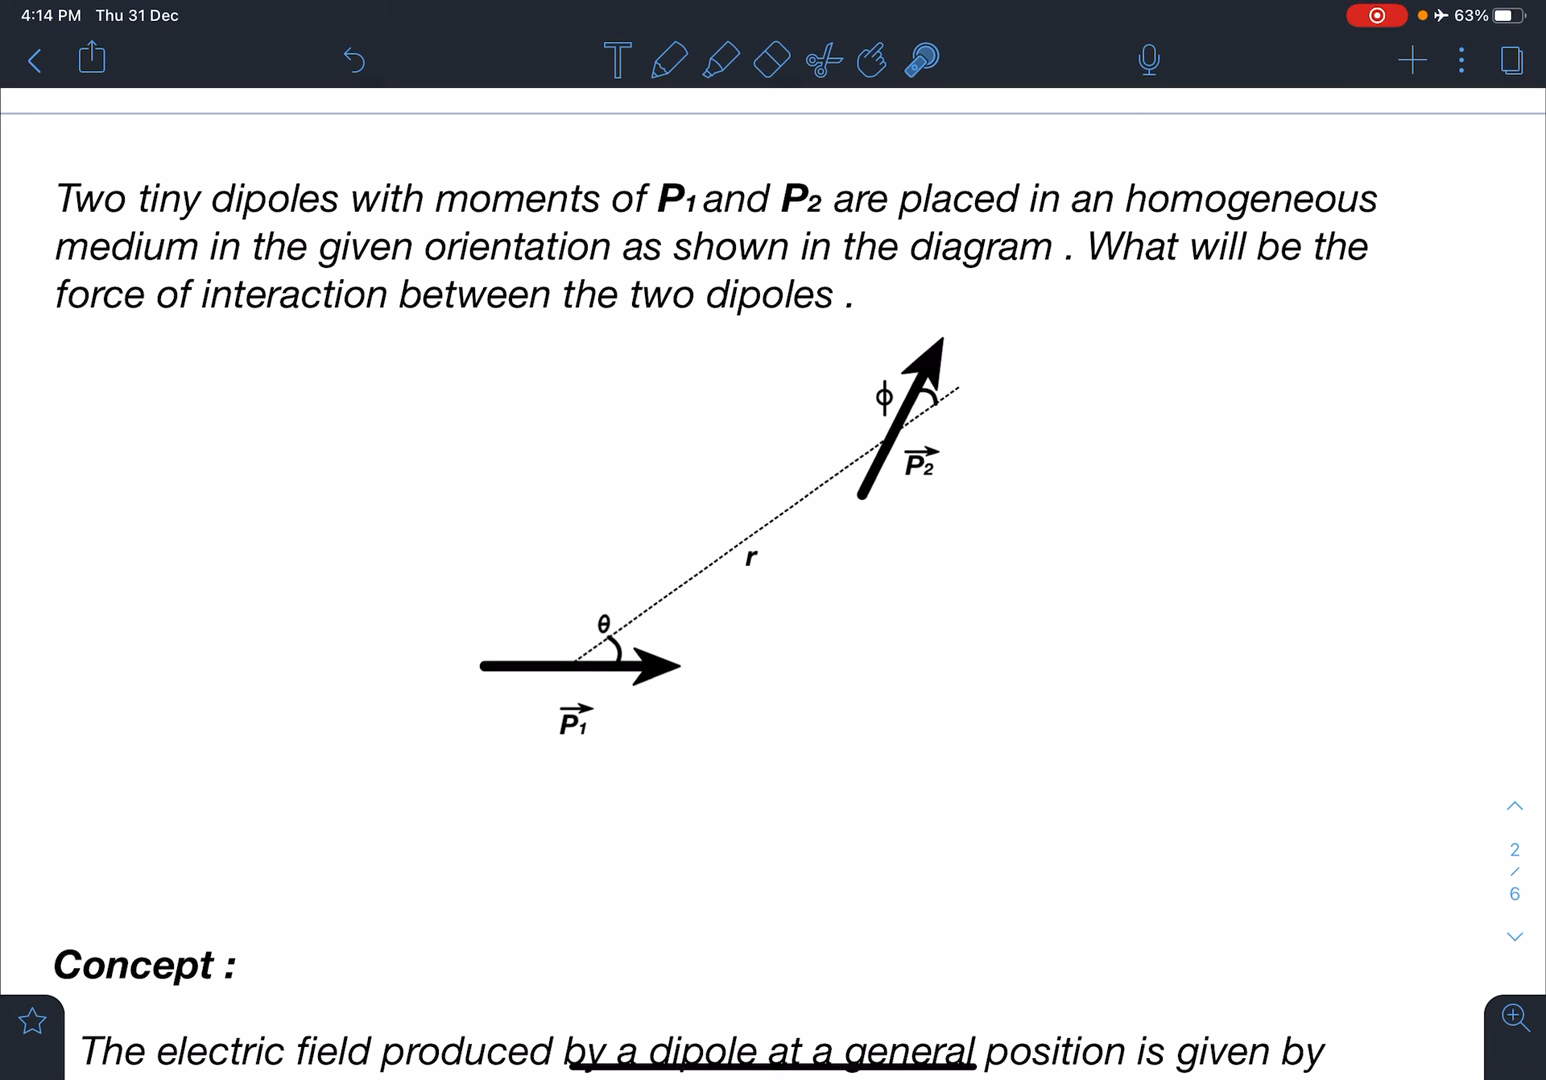 4:14 PM Thu 31 Dec
63%
Two tiny dipoles with moments of P₁ and P₂ are placed in an homogeneous
medium in the given orientation as shown in the diagram . What will be the
force of interaction between the two dipoles .
ϕ
P₂
r
θ
P₁
2
/
6
Concept :
The electric field produced by a dipole at a general position is given by